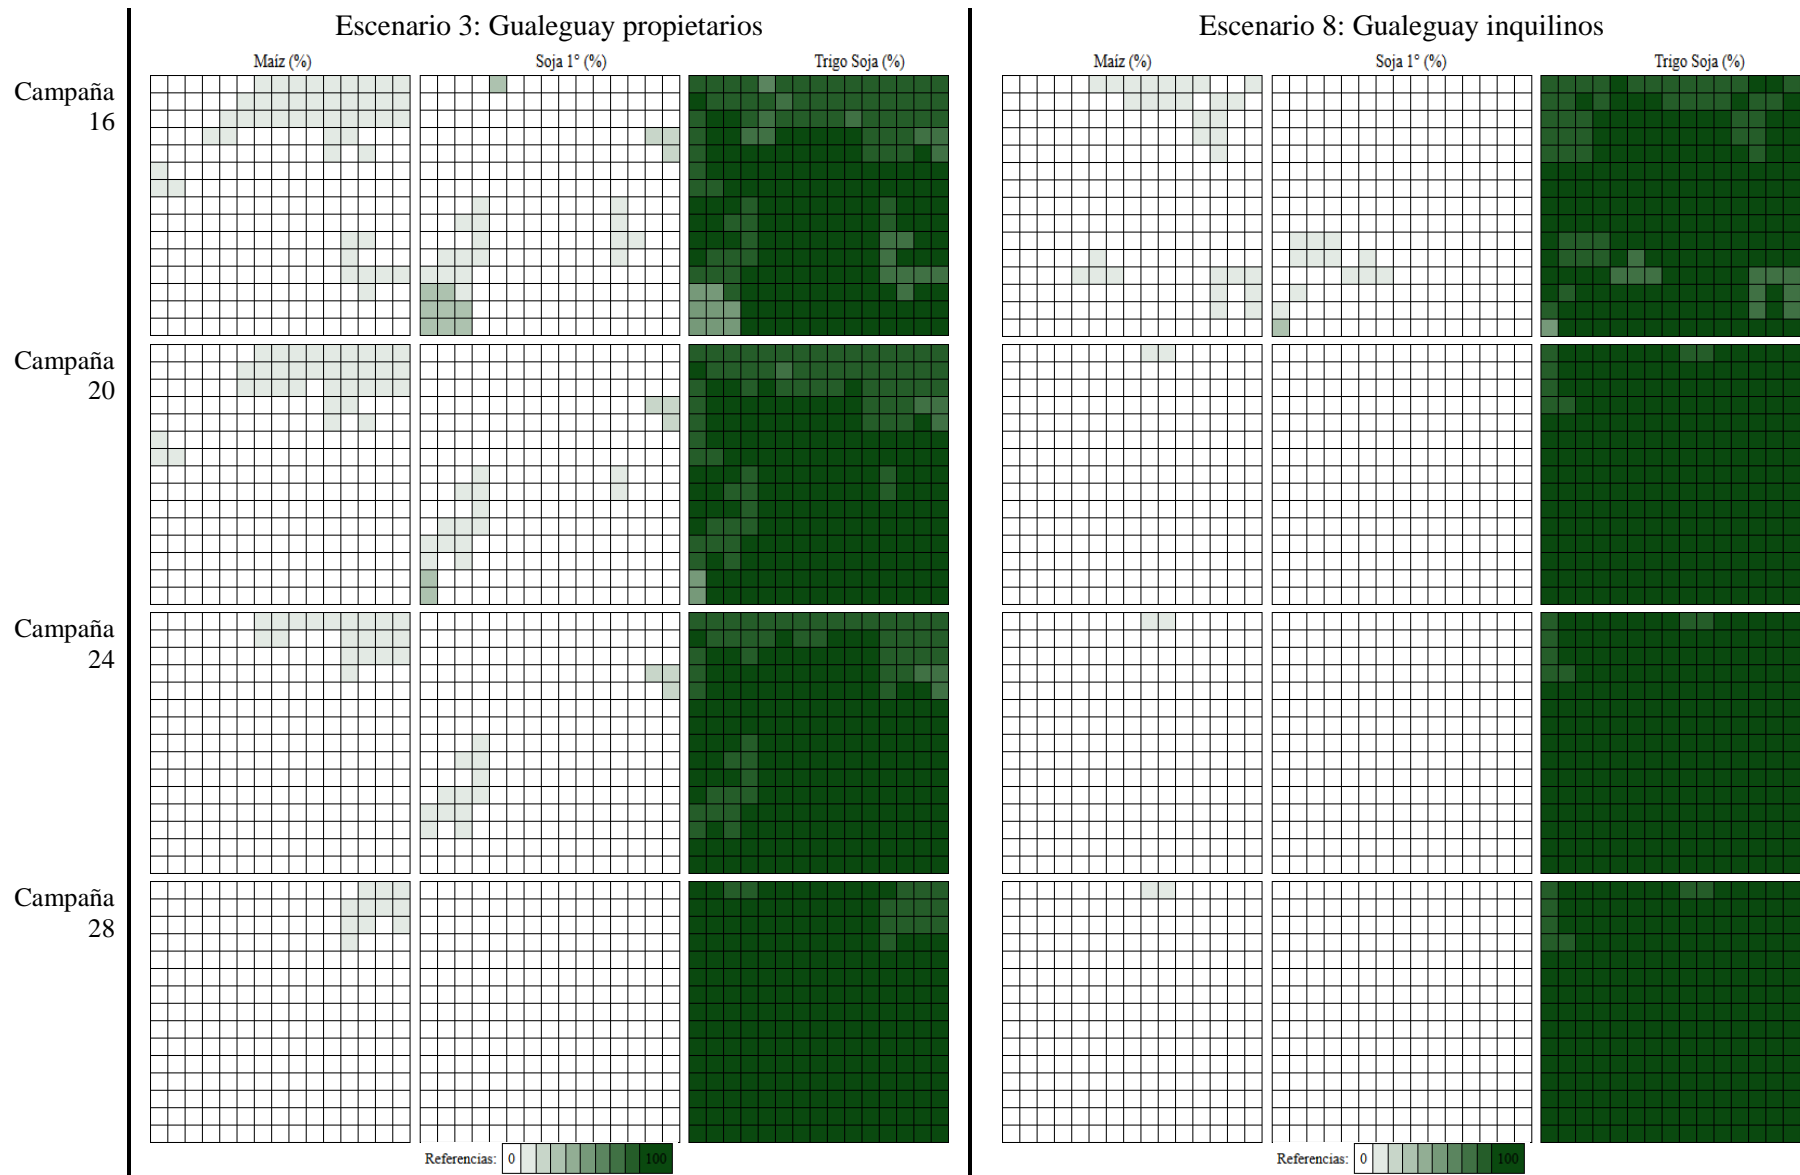 Escenario 3: Gualeguay propietarios
Escenario 8: Gualeguay inquilinos
Maíz (%)
Soja 1° (%)
Trigo Soja (%)
Maíz (%)
Soja 1° (%)
Trigo Soja (%)
Campaña
16
Campaña
20
Campaña
24
Campaña
28
Referencias: 0 100
Referencias: 0 100